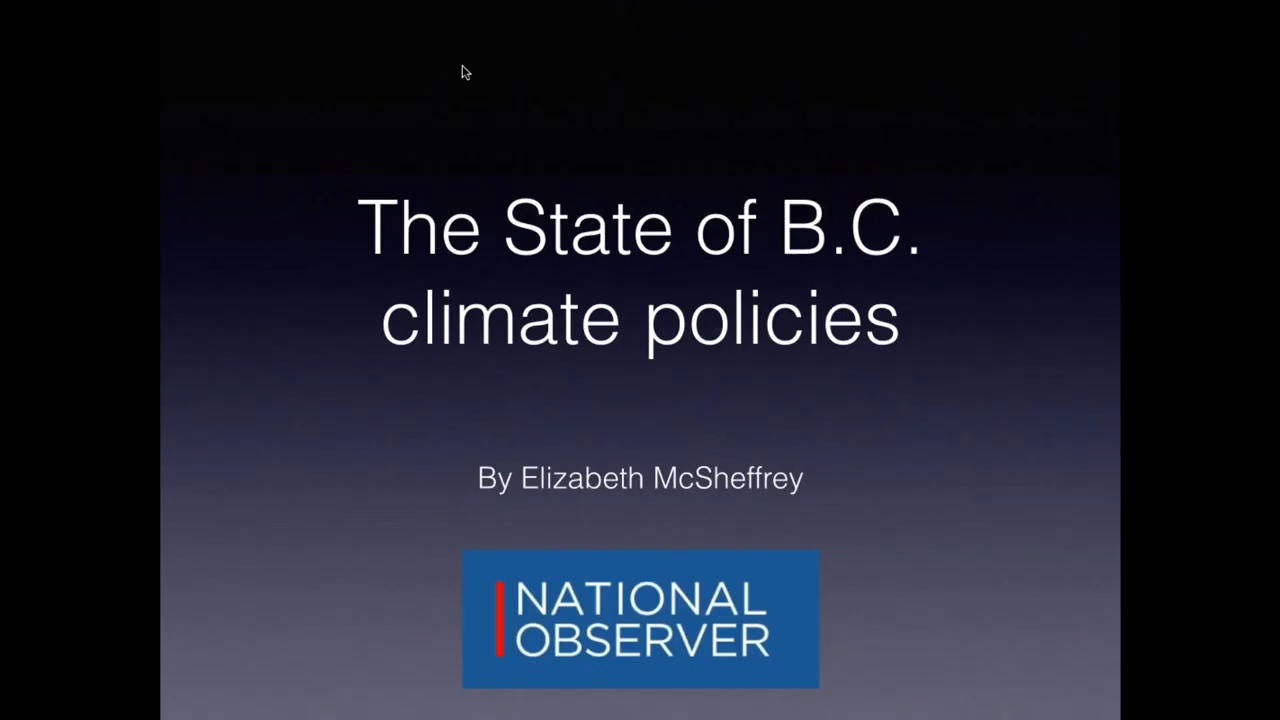 The State of B.C.
climate policies
By Elizabeth McSheffrey
NATIONAL
OBSERVER